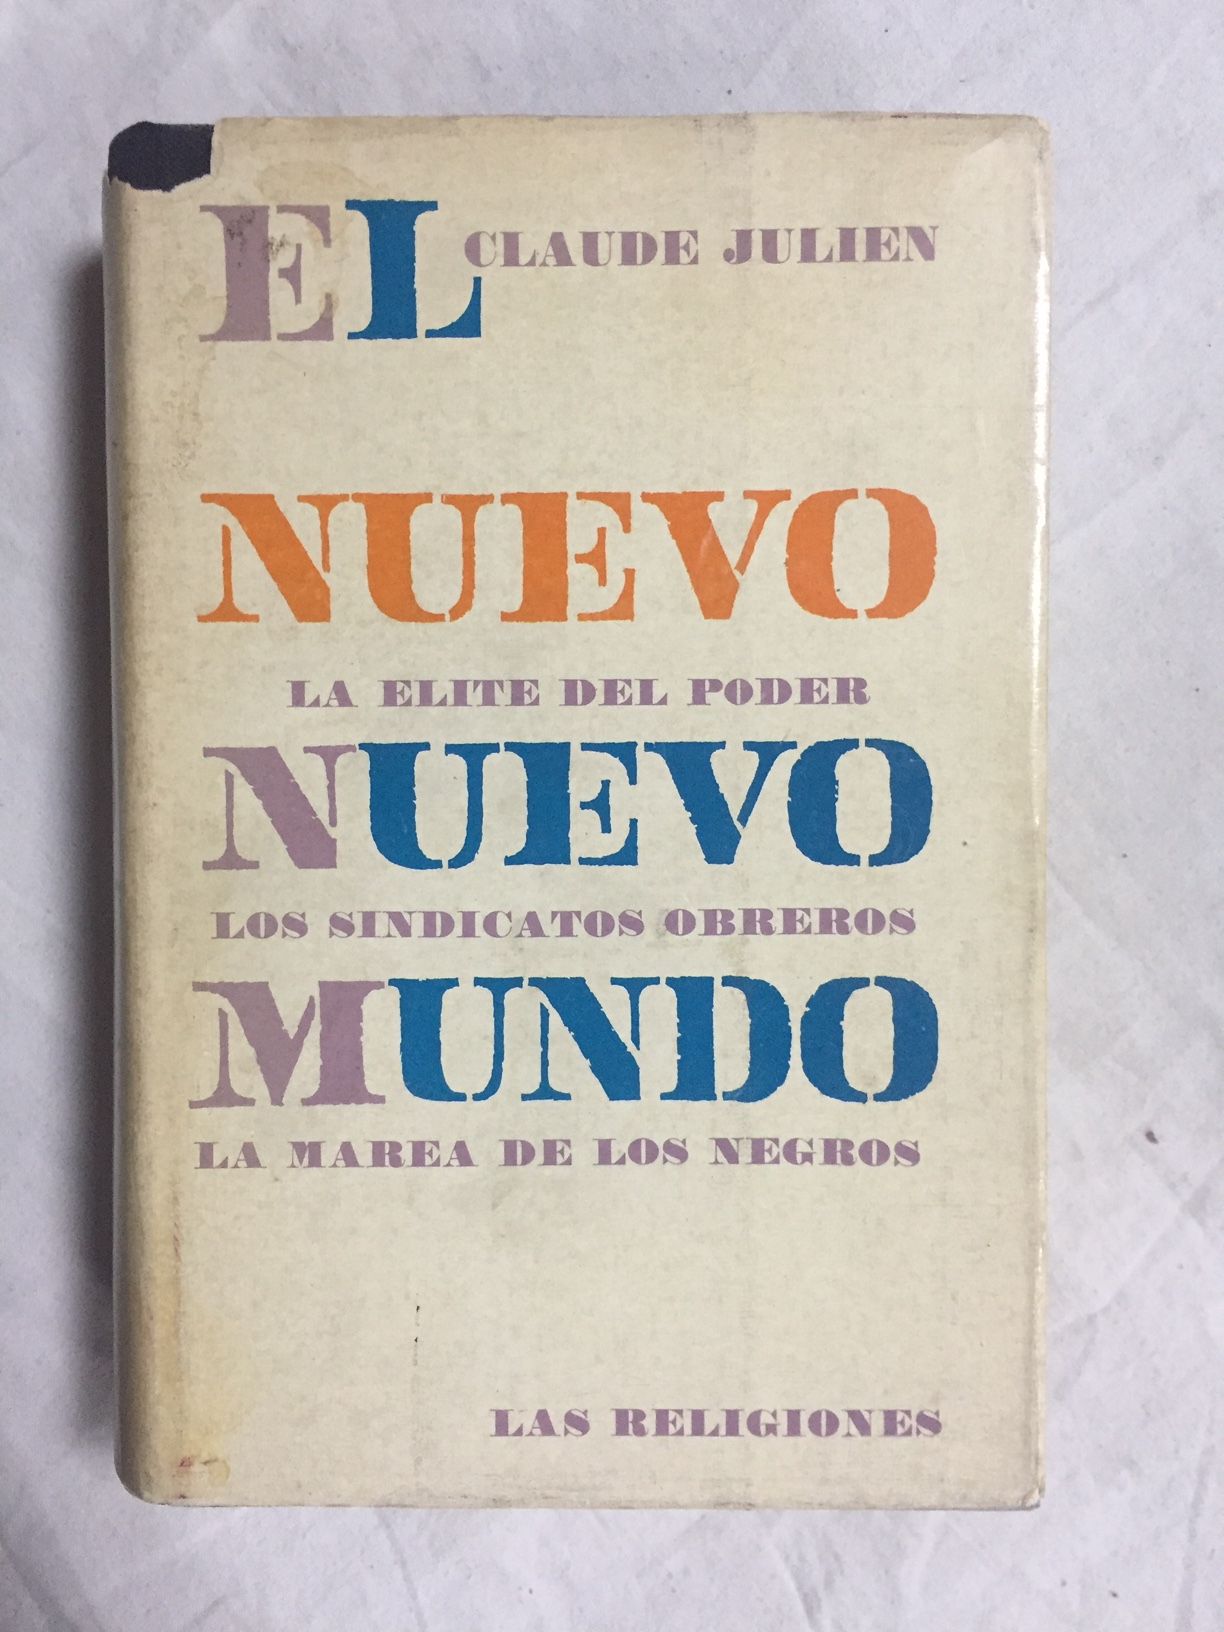 EL
CLAUDE JULIEN
NUEVO
LA ELITE DEL PODER
NUEVO
LOS SINDICATOS OBREROS
MUNDO
LA MAREA DE LOS NEGROS
LAS RELIGIONES